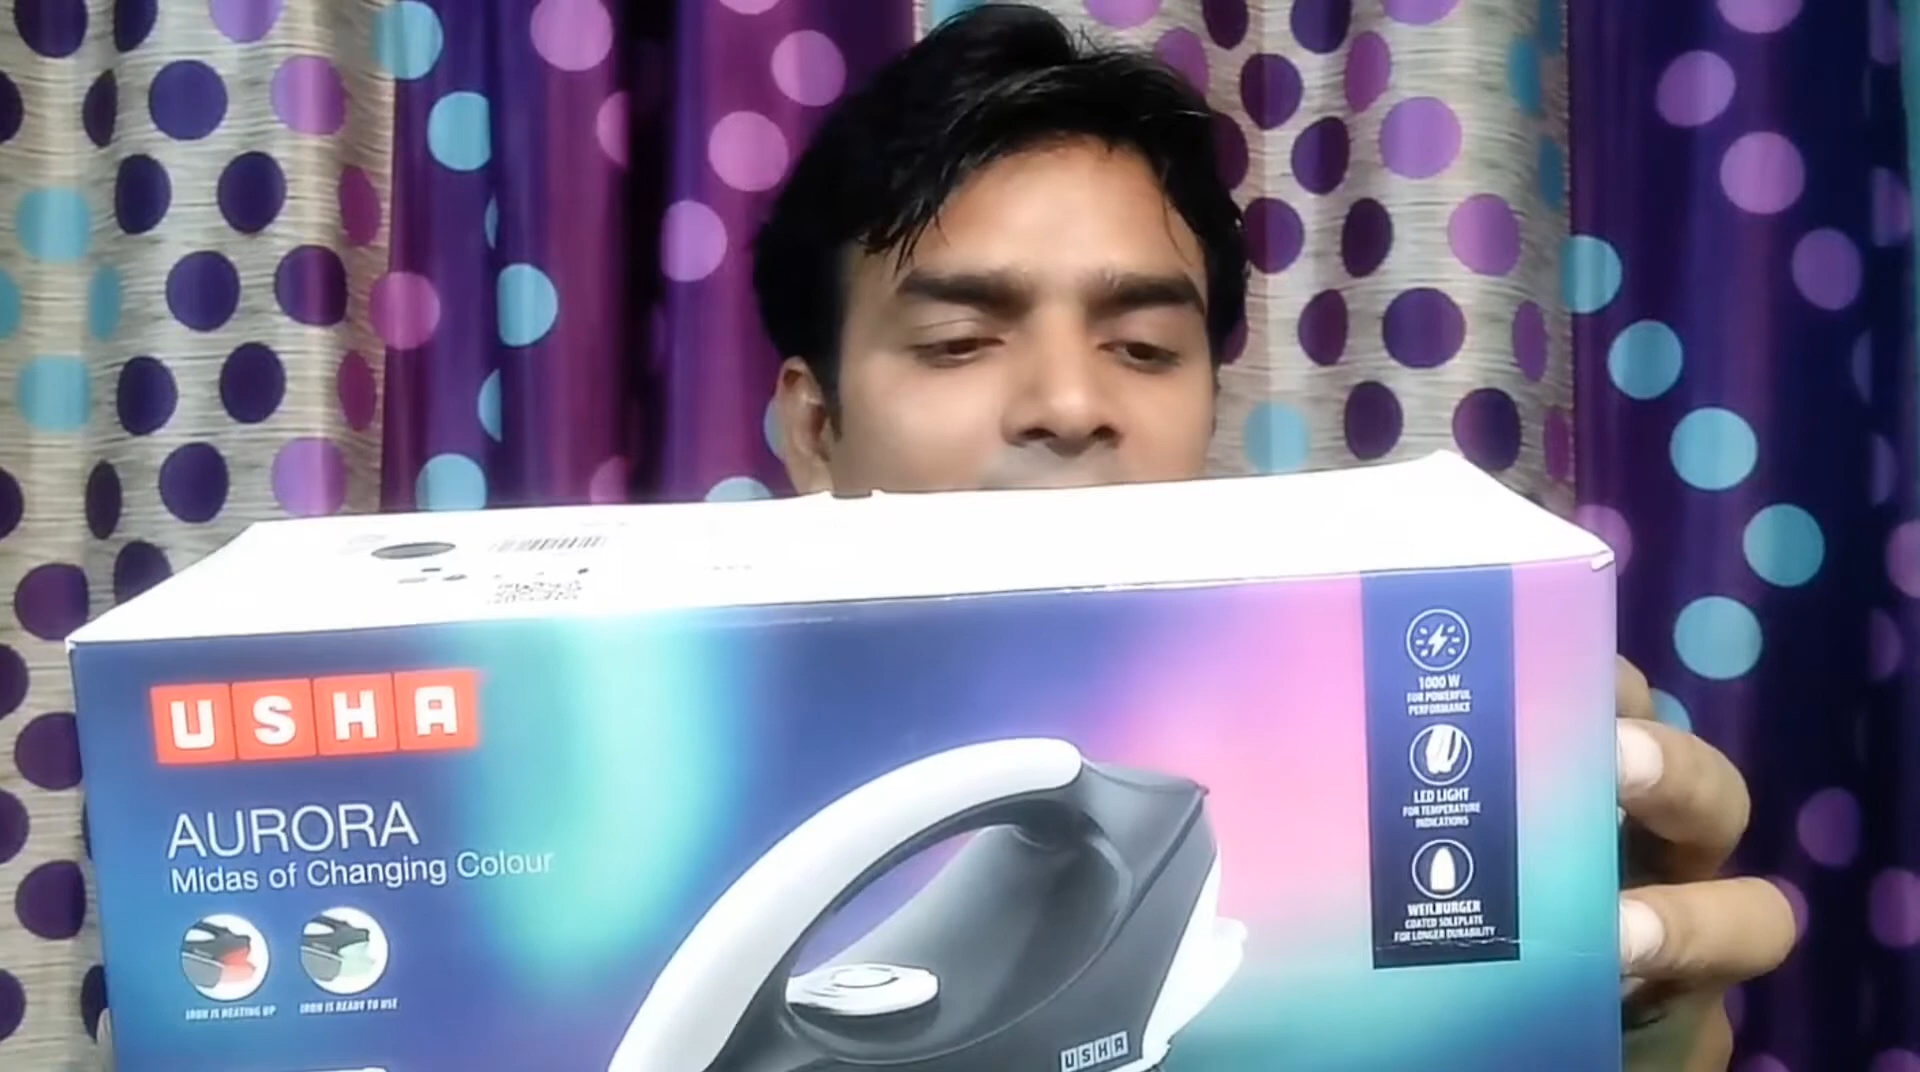 USHA
AURORA
Midas of Changing Colour
IRON IS HEATING UP
IRON IS READY TO USE
1000 W
FOR POWERFUL
PERFORMANCE
LED LIGHT
FOR TEMPERATURE
INDICATIONS
WEILBURGER
COATED SOLEPLATE
FOR LONGER DURABILITY
USHA